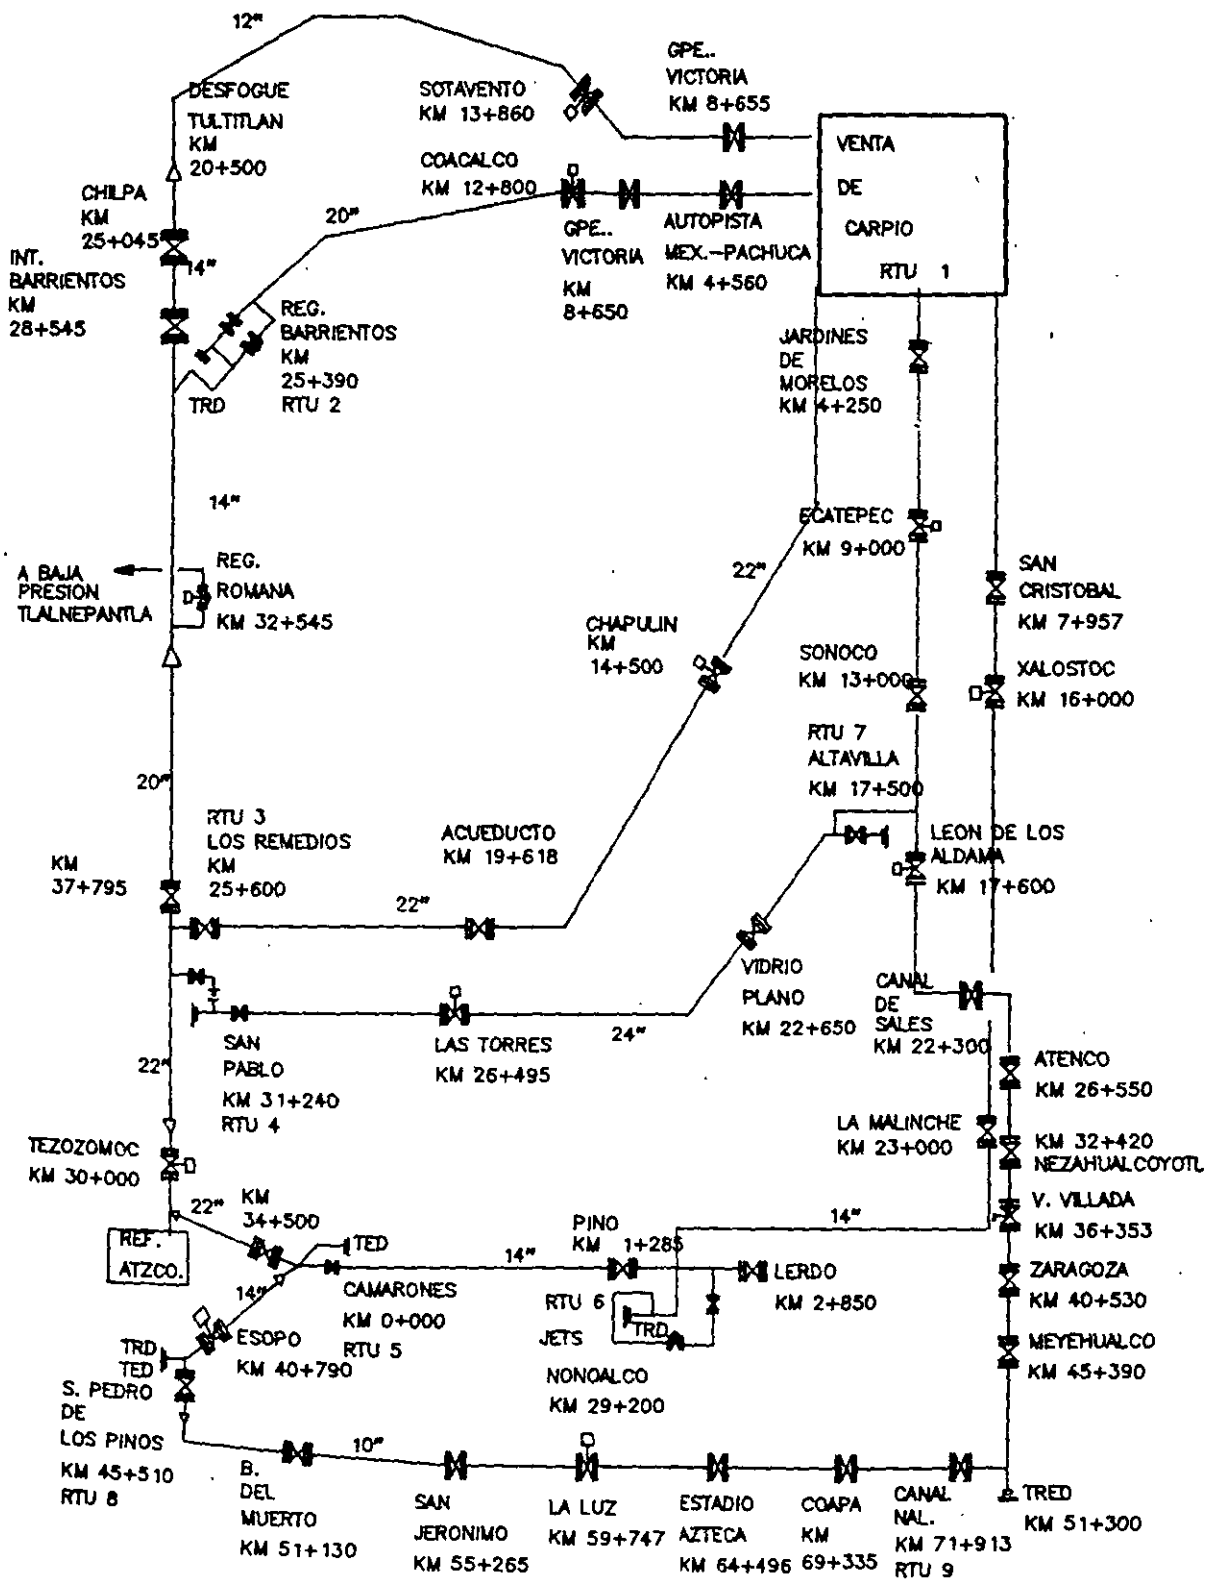 12"
DESFOGUE
TULTITLAN
KM
20+500
SOTAVENTO
KM 13+860
GPE..
VICTORIA
KM 8+655
VENTA
DE
CARPIO
RTU 1
CHILPA
KM
25+045
COACALCO
KM 12+800
20"
GPE..
VICTORIA
KM
8+650
AUTOPISTA
MEX.-PACHUCA
KM 4+560
INT.
BARRIENTOS
KM
28+545
14"
REG.
BARRIENTOS
KM
25+390
RTU 2
TRD
JARDINES
DE
MORELOS
KM 4+250
14"
ECATEPEC
KM 9+000
A BAJA
PRESION
TLALNEPANTLA
REG.
ROMANA
KM 32+545
22"
SAN
CRISTOBAL
KM 7+957
CHAPULIN
KM
14+500
SONOCO
KM 13+000
XALOSTOC
KM 16+000
20"
RTU 7
ALTAVILLA
KM 17+500
RTU 3
LOS REMEDIOS
KM
25+600
ACUEDUCTO
KM 19+618
LEON DE LOS
ALDAMA
KM 17+600
KM
37+795
22"
VIDRIO
PLANO
KM 22+650
CANAL
DE
SALES
KM 22+300
SAN
PABLO
KM 31+240
RTU 4
LAS TORRES
KM 26+495
24"
22"
ATENCO
KM 26+550
LA MALINCHE
KM 23+000
KM 32+420
NEZAHUALCOYOTL
TEZOZOMOC
KM 30+000
22"
KM
34+500
V. VILLADA
KM 36+353
REF.
ATZCO.
TED
14"
PINO
KM 1+285
14"
LERDO
KM 2+850
ZARAGOZA
KM 40+530
14"
CAMARONES
KM 0+000
RTU 5
RTU 6
TRD
JETS
NONOALCO
KM 29+200
MEYEHUALCO
KM 45+390
ESOPO
KM 40+790
TRD
TED
S. PEDRO
DE
LOS PINOS
KM 45+510
RTU 8
10"
B.
DEL
MUERTO
KM 51+130
SAN
JERONIMO
KM 55+265
LA LUZ
KM 59+747
ESTADIO
AZTECA
KM 64+496
COAPA
KM
69+335
CANAL
NAL.
KM 71+913
RTU 9
TRED
KM 51+300